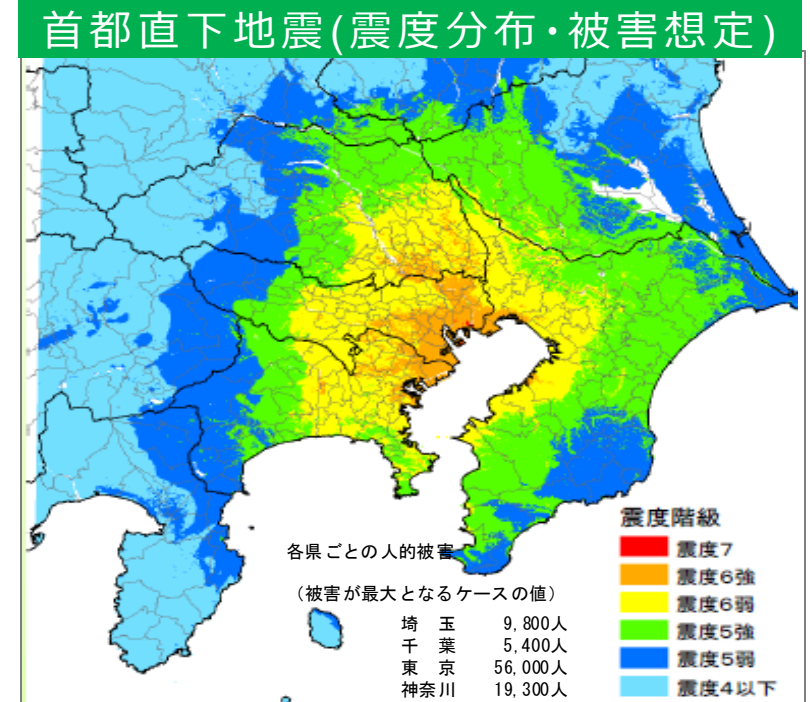 首都直下地震(震度分布・被害想定)
各県ごとの人的被害
(被害が最大となるケースの値)
埼 玉 9,800人
千 葉 5,400人
東 京 56,000人
神奈川 19,300人
震度階級
震度7
震度6強
震度6弱
震度5強
震度5弱
震度4以下